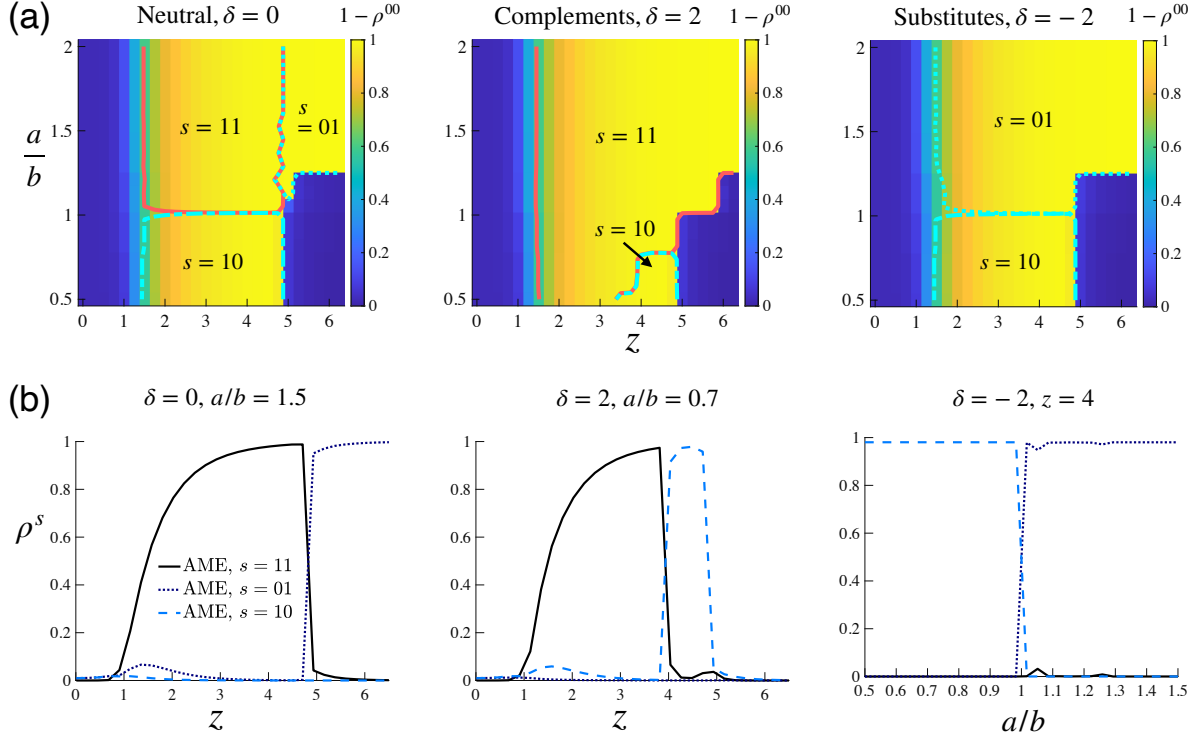 (a)
Neutral, δ = 0
1 − ρ⁰⁰
Complements, δ = 2
1 − ρ⁰⁰
Substitutes, δ = − 2
1 − ρ⁰⁰
a/b
2
1.5
1
0.5
0 1 2 3 4 5 6
s = 11
s = 01
s = 10
1
0.8
0.6
0.4
0.2
0
2
1.5
1
0.5
0 1 2 3 4 5 6
z
s = 11
s = 10
1
0.8
0.6
0.4
0.2
0
2
1.5
1
0.5
0 1 2 3 4 5 6
s = 01
s = 10
1
0.8
0.6
0.4
0.2
0
(b)
δ = 0, a/b = 1.5
δ = 2, a/b = 0.7
δ = − 2, z = 4
ρˢ
1
0.8
0.6
0.4
0.2
0
AME, s = 11
AME, s = 01
AME, s = 10
0 1 2 3 4 5 6
z
1
0.8
0.6
0.4
0.2
0
0 1 2 3 4 5 6
z
1
0.8
0.6
0.4
0.2
0
0.5 0.6 0.7 0.8 0.9 1 1.1 1.2 1.3 1.4 1.5
a/b